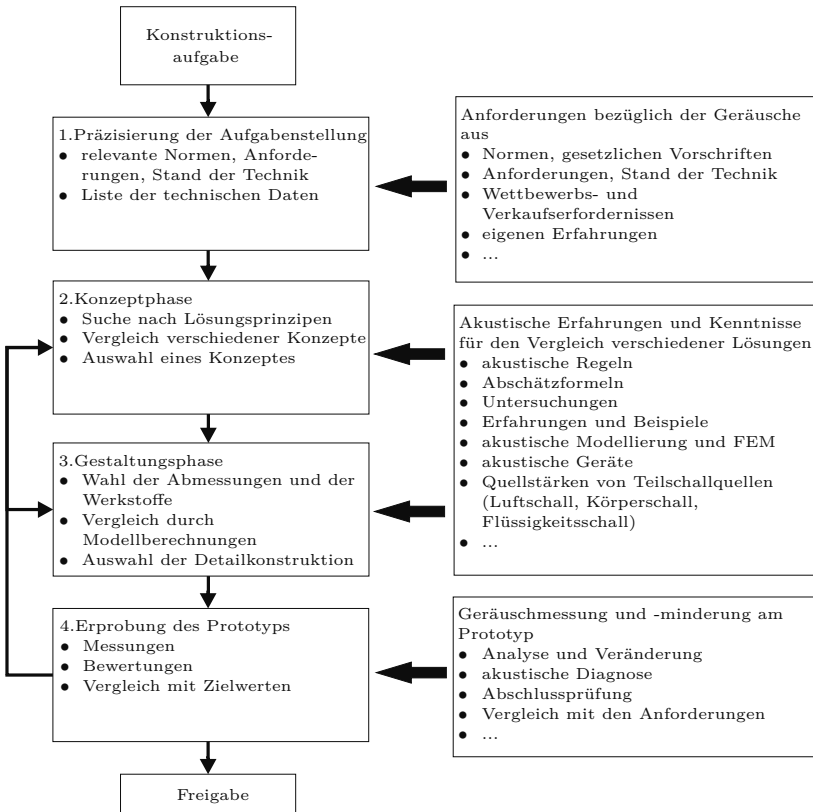 Konstruktions-
aufgabe
1.Präzisierung der Aufgabenstellung
● relevante Normen, Anforde-
rungen, Stand der Technik
● Liste der technischen Daten
Anforderungen bezüglich der Geräusche
aus
● Normen, gesetzlichen Vorschriften
● Anforderungen, Stand der Technik
● Wettbewerbs- und
Verkaufserfordernissen
● eigenen Erfahrungen
● ...
2.Konzeptphase
● Suche nach Lösungsprinzipen
● Vergleich verschiedener Konzepte
● Auswahl eines Konzeptes
Akustische Erfahrungen und Kenntnisse
für den Vergleich verschiedener Lösungen
● akustische Regeln
● Abschätzformeln
● Untersuchungen
● Erfahrungen und Beispiele
● akustische Modellierung und FEM
● akustische Geräte
● Quellstärken von Teilschallquellen
(Luftschall, Körperschall,
Flüssigkeitsschall)
● ...
3.Gestaltungsphase
● Wahl der Abmessungen und der
Werkstoffe
● Vergleich durch
Modellberechnungen
● Auswahl der Detailkonstruktion
4.Erprobung des Prototyps
● Messungen
● Bewertungen
● Vergleich mit Zielwerten
Geräuschmessung und -minderung am
Prototyp
● Analyse und Veränderung
● akustische Diagnose
● Abschlussprüfung
● Vergleich mit den Anforderungen
● ...
Freigabe